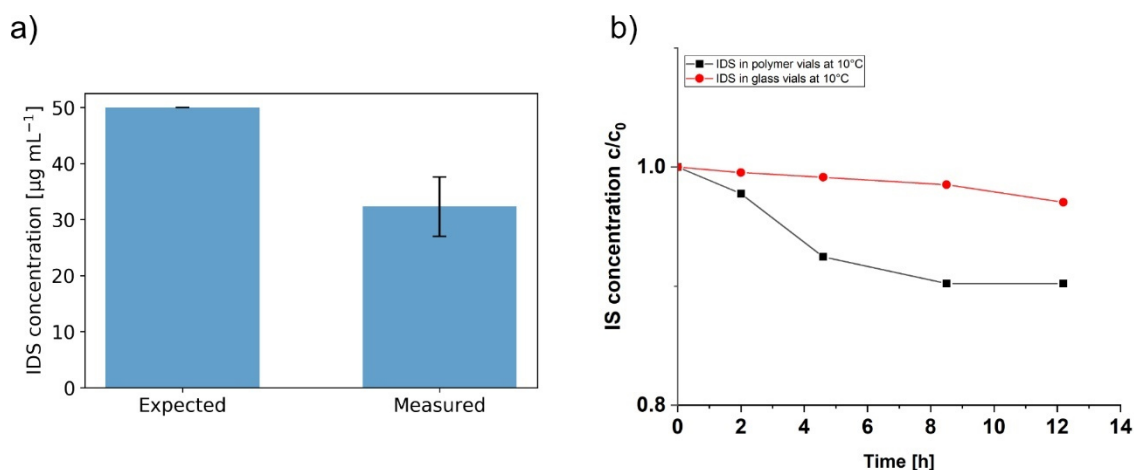 a)
IDS concentration [µg mL⁻¹]
50
40
30
20
10
0
Expected
Measured
b)
IDS in polymer vials at 10°C
IDS in glass vials at 10°C
IS concentration c/c₀
1.0
0.8
0 2 4 6 8 10 12 14
Time [h]